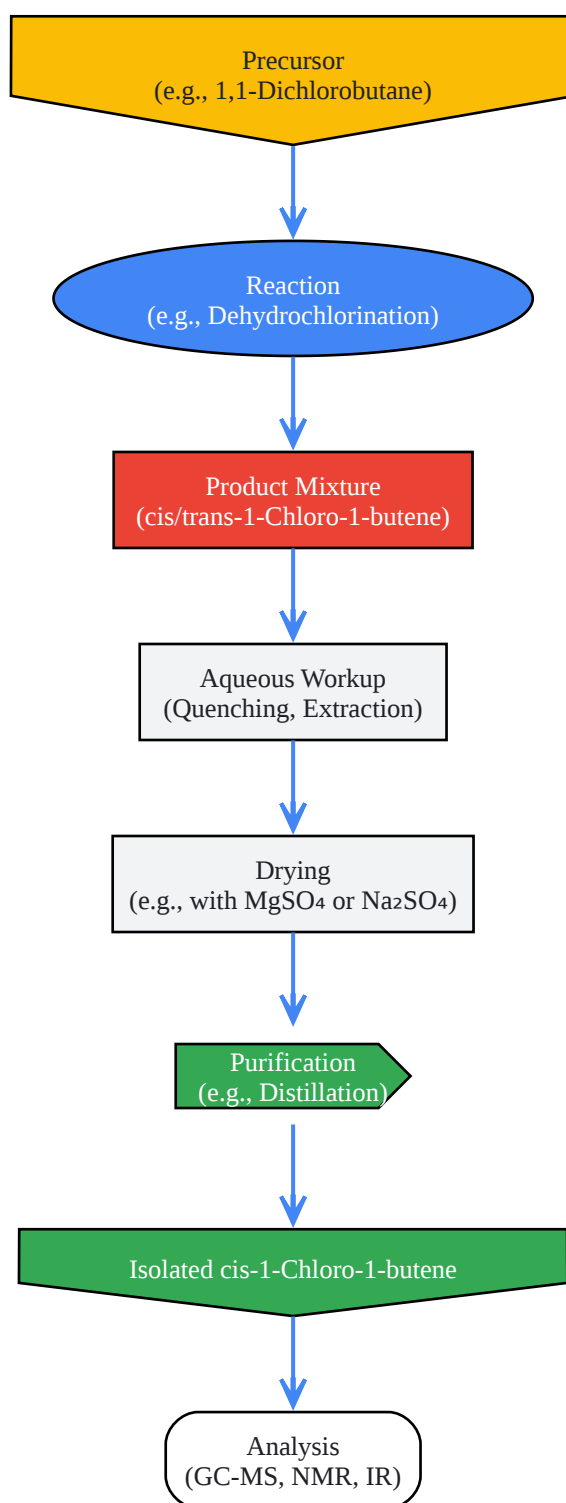 Precursor
(e.g., 1,1-Dichlorobutane)
Reaction
(e.g., Dehydrochlorination)
Product Mixture
(cis/trans-1-Chloro-1-butene)
Aqueous Workup
(Quenching, Extraction)
Drying
(e.g., with MgSO₄ or Na₂SO₄)
Purification
(e.g., Distillation)
Isolated cis-1-Chloro-1-butene
Analysis
(GC-MS, NMR, IR)